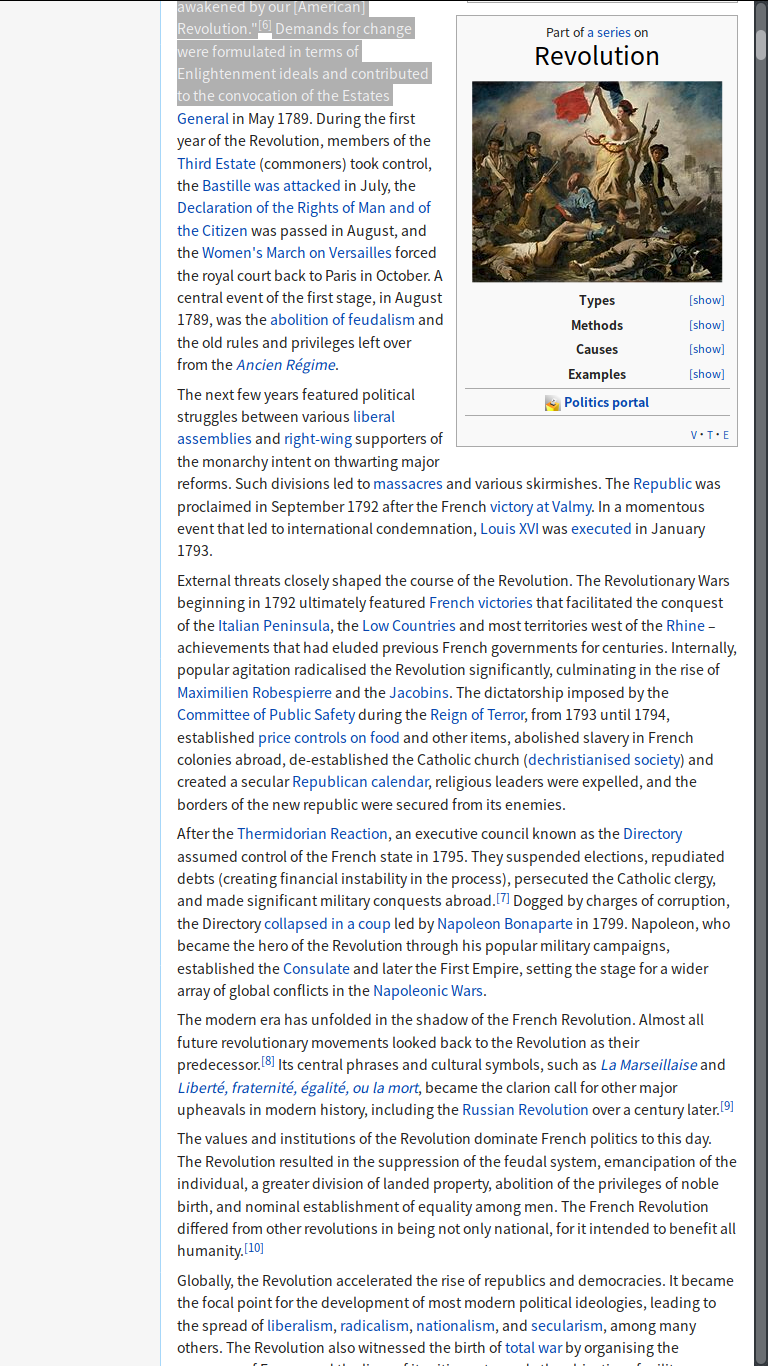 awakened by our [American]
Revolution."[6] Demands for change
were formulated in terms of
Enlightenment ideals and contributed
to the convocation of the Estates
General in May 1789. During the first
year of the Revolution, members of the
Third Estate (commoners) took control,
the Bastille was attacked in July, the
Declaration of the Rights of Man and of
the Citizen was passed in August, and
the Women's March on Versailles forced
the royal court back to Paris in October. A
central event of the first stage, in August
1789, was the abolition of feudalism and
the old rules and privileges left over
from the Ancien Régime.
Part of a series on
Revolution
Types [show]
Methods [show]
Causes [show]
Examples [show]
Politics portal
V · T · E
The next few years featured political
struggles between various liberal
assemblies and right-wing supporters of
the monarchy intent on thwarting major
reforms. Such divisions led to massacres and various skirmishes. The Republic was
proclaimed in September 1792 after the French victory at Valmy. In a momentous
event that led to international condemnation, Louis XVI was executed in January
1793.
External threats closely shaped the course of the Revolution. The Revolutionary Wars
beginning in 1792 ultimately featured French victories that facilitated the conquest
of the Italian Peninsula, the Low Countries and most territories west of the Rhine –
achievements that had eluded previous French governments for centuries. Internally,
popular agitation radicalised the Revolution significantly, culminating in the rise of
Maximilien Robespierre and the Jacobins. The dictatorship imposed by the
Committee of Public Safety during the Reign of Terror, from 1793 until 1794,
established price controls on food and other items, abolished slavery in French
colonies abroad, de-established the Catholic church (dechristianised society) and
created a secular Republican calendar, religious leaders were expelled, and the
borders of the new republic were secured from its enemies.
After the Thermidorian Reaction, an executive council known as the Directory
assumed control of the French state in 1795. They suspended elections, repudiated
debts (creating financial instability in the process), persecuted the Catholic clergy,
and made significant military conquests abroad.[7] Dogged by charges of corruption,
the Directory collapsed in a coup led by Napoleon Bonaparte in 1799. Napoleon, who
became the hero of the Revolution through his popular military campaigns,
established the Consulate and later the First Empire, setting the stage for a wider
array of global conflicts in the Napoleonic Wars.
The modern era has unfolded in the shadow of the French Revolution. Almost all
future revolutionary movements looked back to the Revolution as their
predecessor.[8] Its central phrases and cultural symbols, such as La Marseillaise and
Liberté, fraternité, égalité, ou la mort, became the clarion call for other major
upheavals in modern history, including the Russian Revolution over a century later.[9]
The values and institutions of the Revolution dominate French politics to this day.
The Revolution resulted in the suppression of the feudal system, emancipation of the
individual, a greater division of landed property, abolition of the privileges of noble
birth, and nominal establishment of equality among men. The French Revolution
differed from other revolutions in being not only national, for it intended to benefit all
humanity.[10]
Globally, the Revolution accelerated the rise of republics and democracies. It became
the focal point for the development of most modern political ideologies, leading to
the spread of liberalism, radicalism, nationalism, and secularism, among many
others. The Revolution also witnessed the birth of total war by organising the